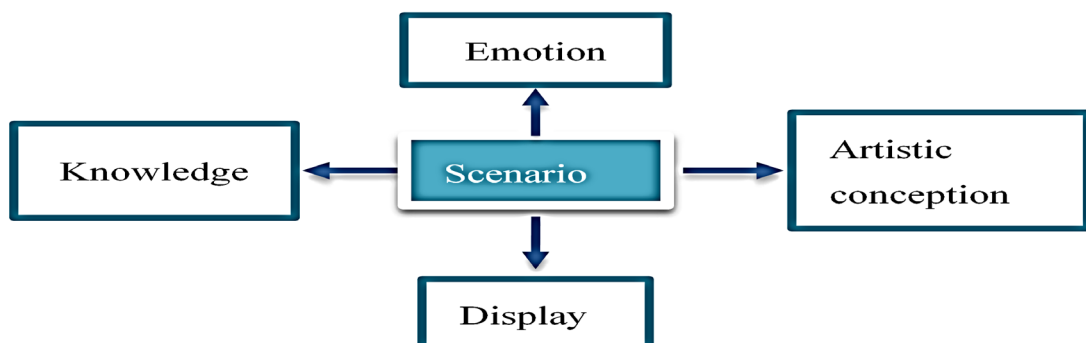 Emotion
Knowledge
Scenario
Artistic
conception
Display